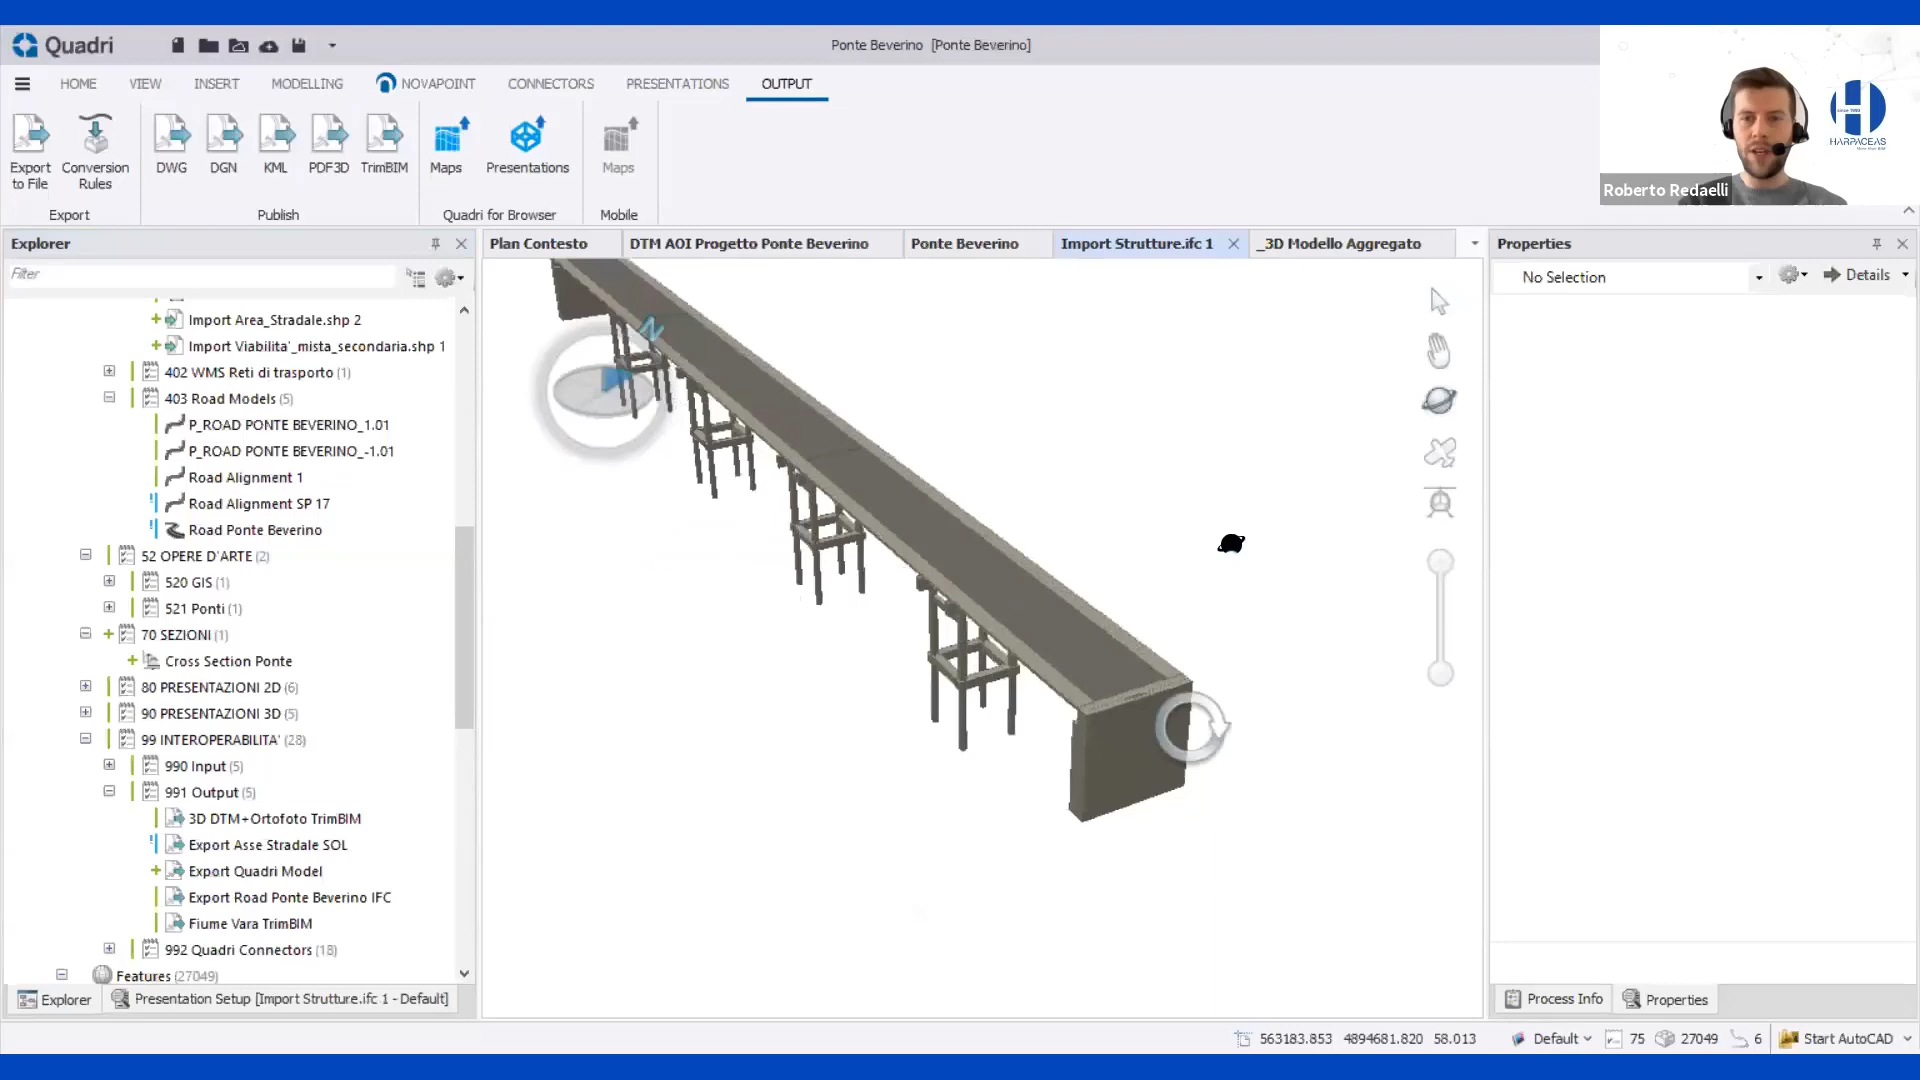 Quadri
Ponte Beverino [Ponte Beverino]
HOME VIEW INSERT MODELLING NOVAPOINT CONNECTORS PRESENTATIONS OUTPUT
Export to File
Conversion Rules
DWG DGN KML PDF3D TrimBIM Maps Presentations Maps
Export Publish Quadri for Browser Mobile
HARPACEAS
Roberto Redaelli
Explorer
Filter
Plan Contesto DTM AOI Progetto Ponte Beverino Ponte Beverino Import Strutture.ifc 1 _3D Modello Aggregato
Import Area_Stradale.shp 2
Import Viabilita'_mista_secondaria.shp 1
402 WMS Reti di trasporto (1)
403 Road Models (5)
P_ROAD PONTE BEVERINO_1.01
P_ROAD PONTE BEVERINO_-1.01
Road Alignment 1
Road Alignment SP 17
Road Ponte Beverino
52 OPERE D'ARTE (2)
520 GIS (1)
521 Ponti (1)
70 SEZIONI (1)
Cross Section Ponte
80 PRESENTAZIONI 2D (6)
90 PRESENTAZIONI 3D (5)
99 INTEROPERABILITA' (28)
990 Input (5)
991 Output (5)
3D DTM+Ortofoto TrimBIM
Export Asse Stradale SOL
Export Quadri Model
Export Road Ponte Beverino IFC
Fiume Vara TrimBIM
992 Quadri Connectors (18)
Features (27049)
Explorer Presentation Setup [Import Strutture.ifc 1 - Default]
N
Properties
No Selection
Details
Process Info Properties
563183.853 4894681.820 58.013 Default 75 27049 6 Start AutoCAD